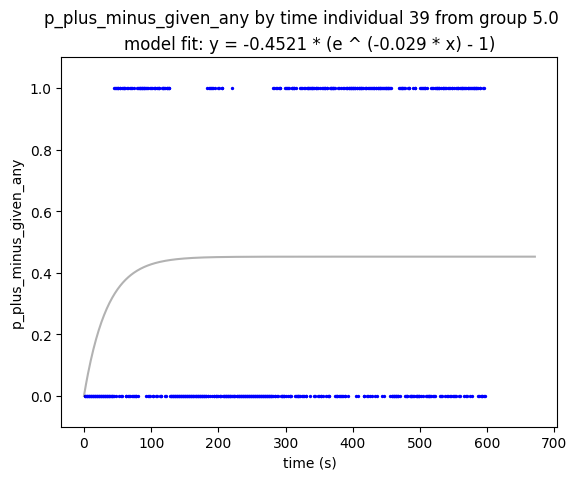 p_plus_minus_given_any by time individual 39 from group 5.0
model fit: y = -0.4521 * (e ^ (-0.029 * x) - 1)
1.0
0.8
0.6
0.4
0.2
0.0
p_plus_minus_given_any
0 100 200 300 400 500 600 700
time (s)